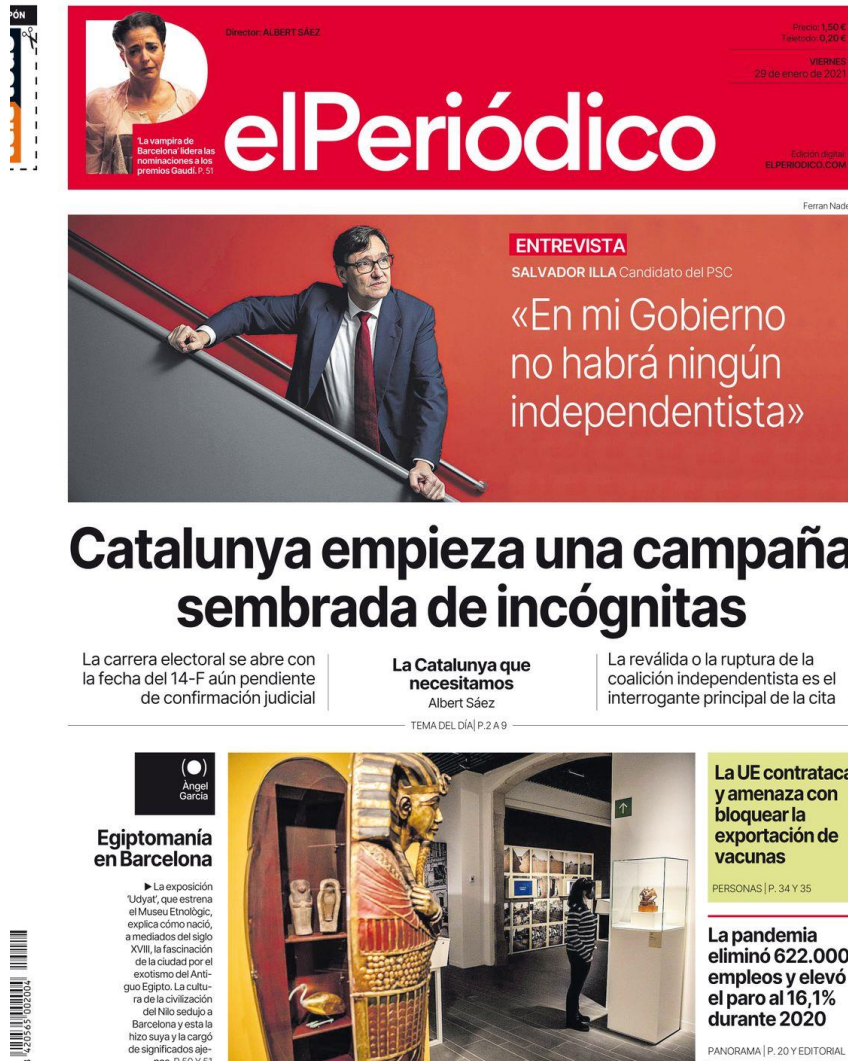 PÓN
Director: ALBERT SÁEZ
Precio: 1,50 €
Teletodo: 0,20 €
VIERNES
29 de enero de 2021
'La vampira de
Barcelona' lidera las
nominaciones a los
premios Gaudí. P. 51
elPeriódico
Edición digital:
ELPERIODICO.COM
Ferran Nade
ENTREVISTA
SALVADOR ILLA Candidato del PSC
«En mi Gobierno
no habrá ningún
independentista»
Catalunya empieza una campaña
sembrada de incógnitas
La carrera electoral se abre con
la fecha del 14-F aún pendiente
de confirmación judicial
La Catalunya que
necesitamos
Albert Sáez
La reválida o la ruptura de la
coalición independentista es el
interrogante principal de la cita
TEMA DEL DÍA| P.2 A 9
Àngel
García
Egiptomanía
en Barcelona
▶ La exposición
'Udyat', que estrena
el Museu Etnològic,
explica cómo nació,
a mediados del siglo
XVIII, la fascinación
de la ciudad por el
exotismo del Anti-
guo Egipto. La cultu-
ra de la civilización
del Nilo sedujo a
Barcelona y esta la
hizo suya y la cargó
de significados aje-
nos. P. 50 Y 51
La UE contrataca
y amenaza con
bloquear la
exportación de
vacunas
PERSONAS | P. 34 Y 35
La pandemia
eliminó 622.000
empleos y elevó
el paro al 16,1%
durante 2020
PANORAMA | P. 20 Y EDITORIAL
420565 002004